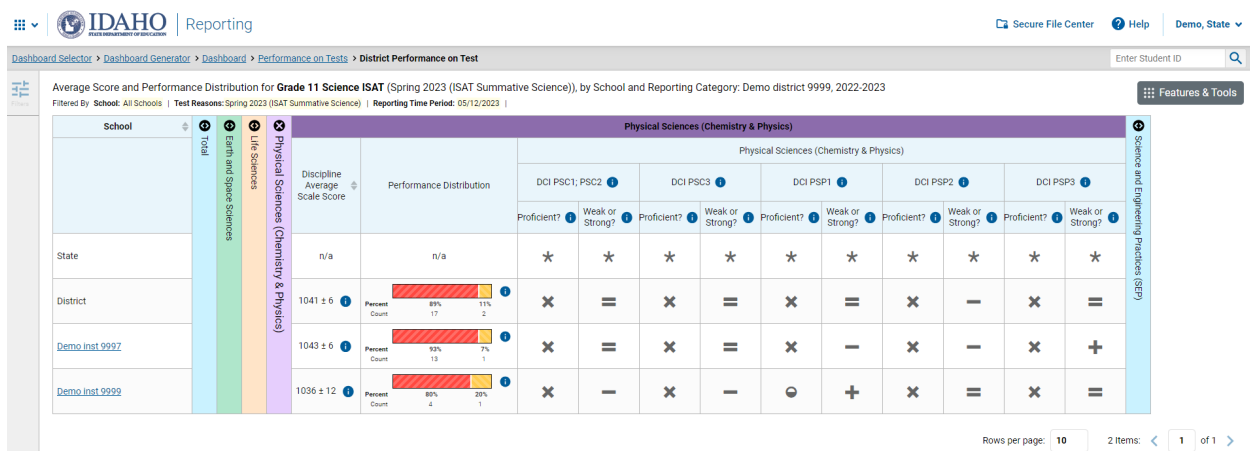 IDAHO
STATE DEPARTMENT OF EDUCATION
Reporting
Secure File Center
Help
Demo, State
Dashboard Selector > Dashboard Generator > Dashboard > Performance on Tests > District Performance on Test
Enter Student ID
Filters
Average Score and Performance Distribution for Grade 11 Science ISAT (Spring 2023 (ISAT Summative Science)), by School and Reporting Category: Demo district 9999, 2022-2023
Filtered By School: All Schools | Test Reasons: Spring 2023 (ISAT Summative Science) | Reporting Time Period: 05/12/2023 |
Features & Tools
School
Total
Earth and Space Sciences
Life Sciences
Physical Sciences (Chemistry & Physics)
Physical Sciences (Chemistry & Physics)
Science and Engineering Practices (SEP)
Physical Sciences (Chemistry & Physics)
Discipline Average Scale Score
Performance Distribution
DCI PSC1; PSC2
DCI PSC3
DCI PSP1
DCI PSP2
DCI PSP3
Proficient? Weak or Strong? Proficient? Weak or Strong? Proficient? Weak or Strong? Proficient? Weak or Strong? Proficient? Weak or Strong?
State n/a n/a * * * * * * * * * *
District 1041 ± 6 × = × = × = × − × =
Percent 89% 11%
Count 17 2
Demo inst 9997 1043 ± 6 × = × = × − × − × +
Percent 93% 7%
Count 13 1
Demo inst 9999 1036 ± 12 × − × − + × = × =
Percent 80% 20%
Count 4 1
Rows per page: 10 2 Items: 1 of 1